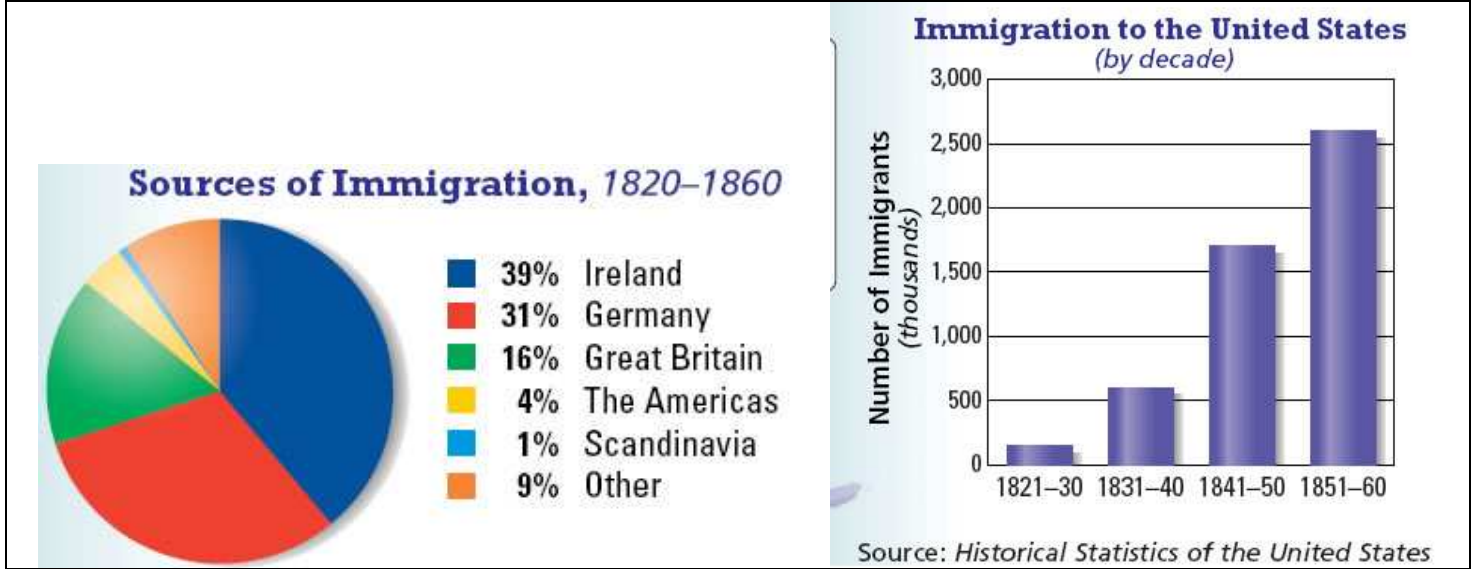 Sources of Immigration, 1820–1860
39% Ireland
31% Germany
16% Great Britain
4% The Americas
1% Scandinavia
9% Other
Immigration to the United States
(by decade)
Number of Immigrants
(thousands)
3,000
2,500
2,000
1,500
1,000
500
0
1821–30 1831–40 1841–50 1851–60
Source: Historical Statistics of the United States